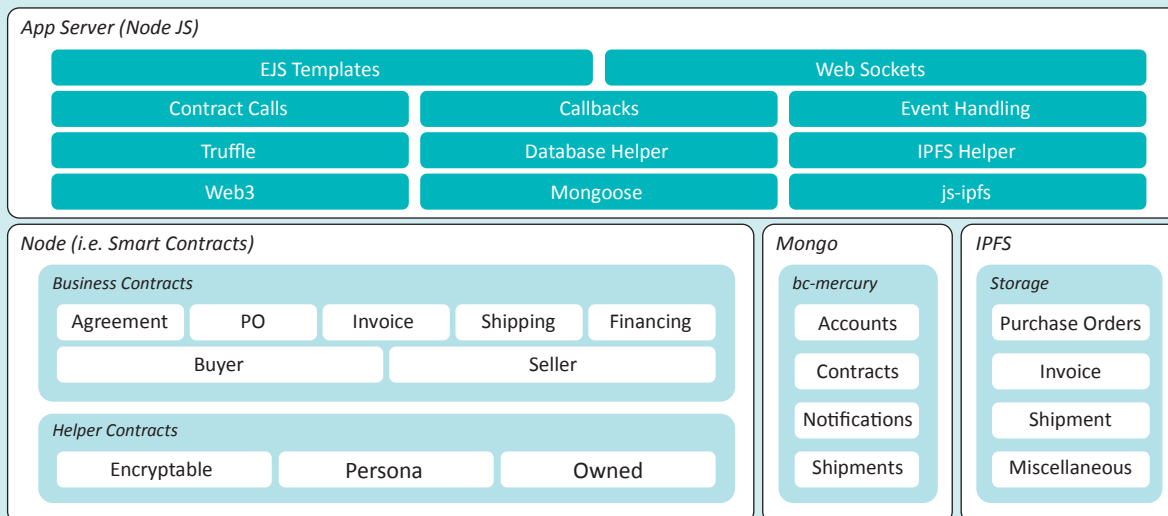 App Server (Node JS)
EJS Templates
Web Sockets
Contract Calls
Callbacks
Event Handling
Truffle
Database Helper
IPFS Helper
Web3
Mongoose
js-ipfs
Node (i.e. Smart Contracts)
Business Contracts
Agreement
PO
Invoice
Shipping
Financing
Buyer
Seller
Helper Contracts
Encryptable
Persona
Owned
Mongo
bc-mercury
Accounts
Contracts
Notifications
Shipments
IPFS
Storage
Purchase Orders
Invoice
Shipment
Miscellaneous